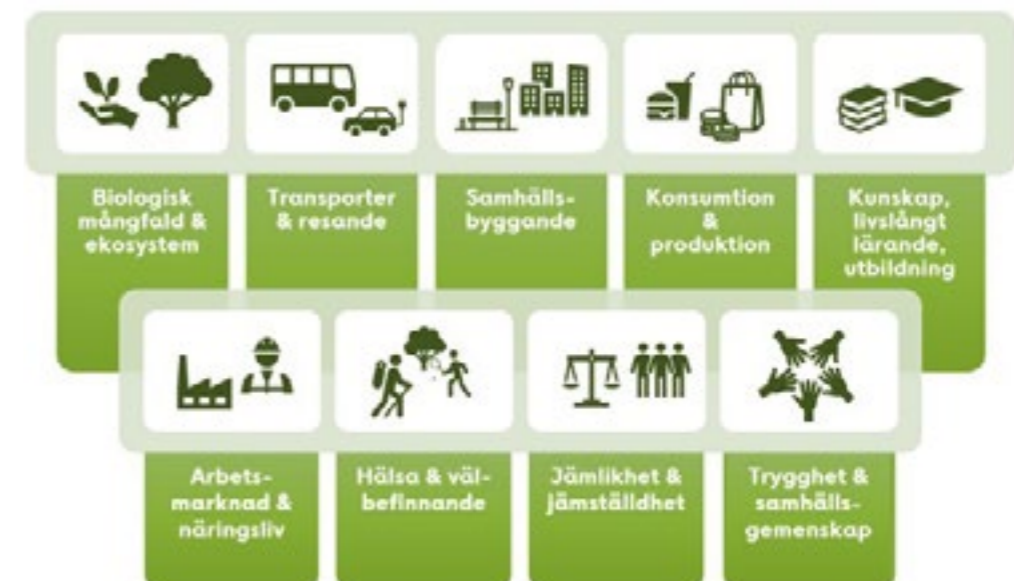 Biologisk
mångfald &
ekosystem
Transporter
& resande
Samhälls-
byggande
Konsumtion
&
produktion
Kunskap,
livslångt
lärande,
utbildning
Arbets-
marknad &
näringsliv
Hälsa & väl-
befinnande
Jämlikhet &
jämställdhet
Trygghet &
samhälls-
gemenskap